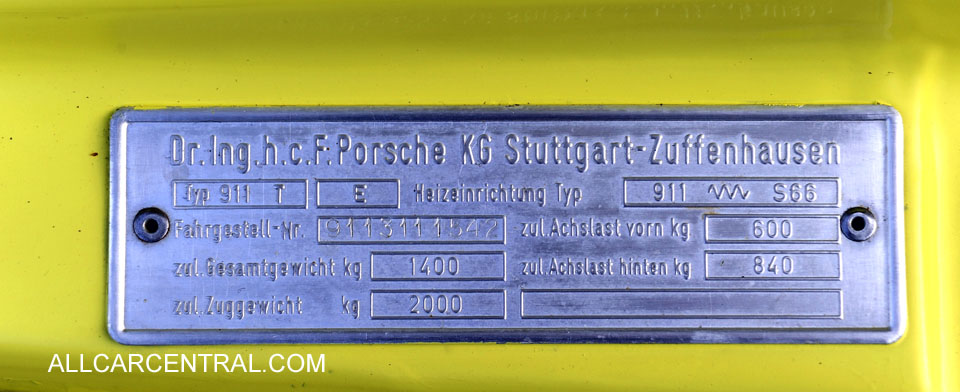 Dr.Ing.h.c.F.Porsche KG Stuttgart-Zuffenhausen
Typ 911 T E Heizeinrichtung Typ 911 S66
Fahrgestell-Nr. 9113111542 zul.Achslast vorn kg 600
zul.Gesamtgewicht kg 1400 zul.Achslast hinten kg 840
zul.Zuggewicht kg 2000
ALLCARCENTRAL.COM